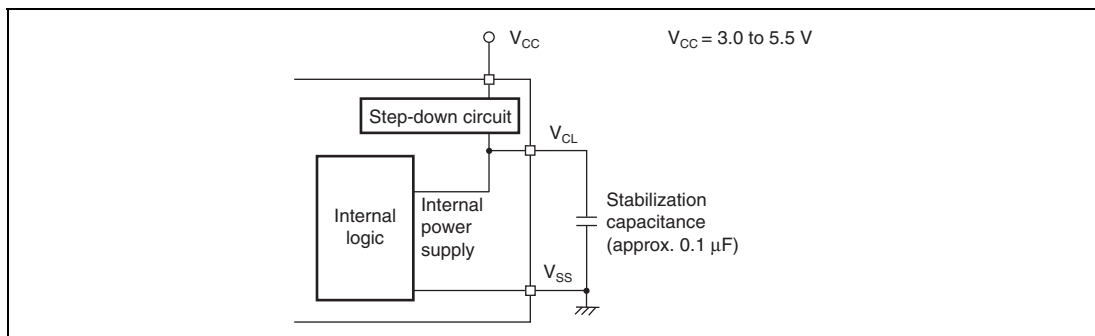 V_CC
V_CC = 3.0 to 5.5 V
Step-down circuit
V_CL
Internal
logic
Internal
power
supply
Stabilization
capacitance
(approx. 0.1 μF)
V_SS